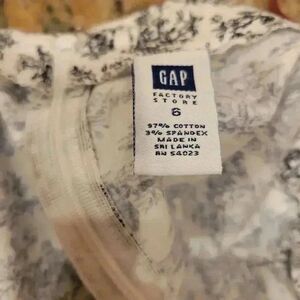 GAP
FACTORY
STORE
6
97% COTTON
3% SPANDEX
MADE IN
SRI LANKA
RN 54023